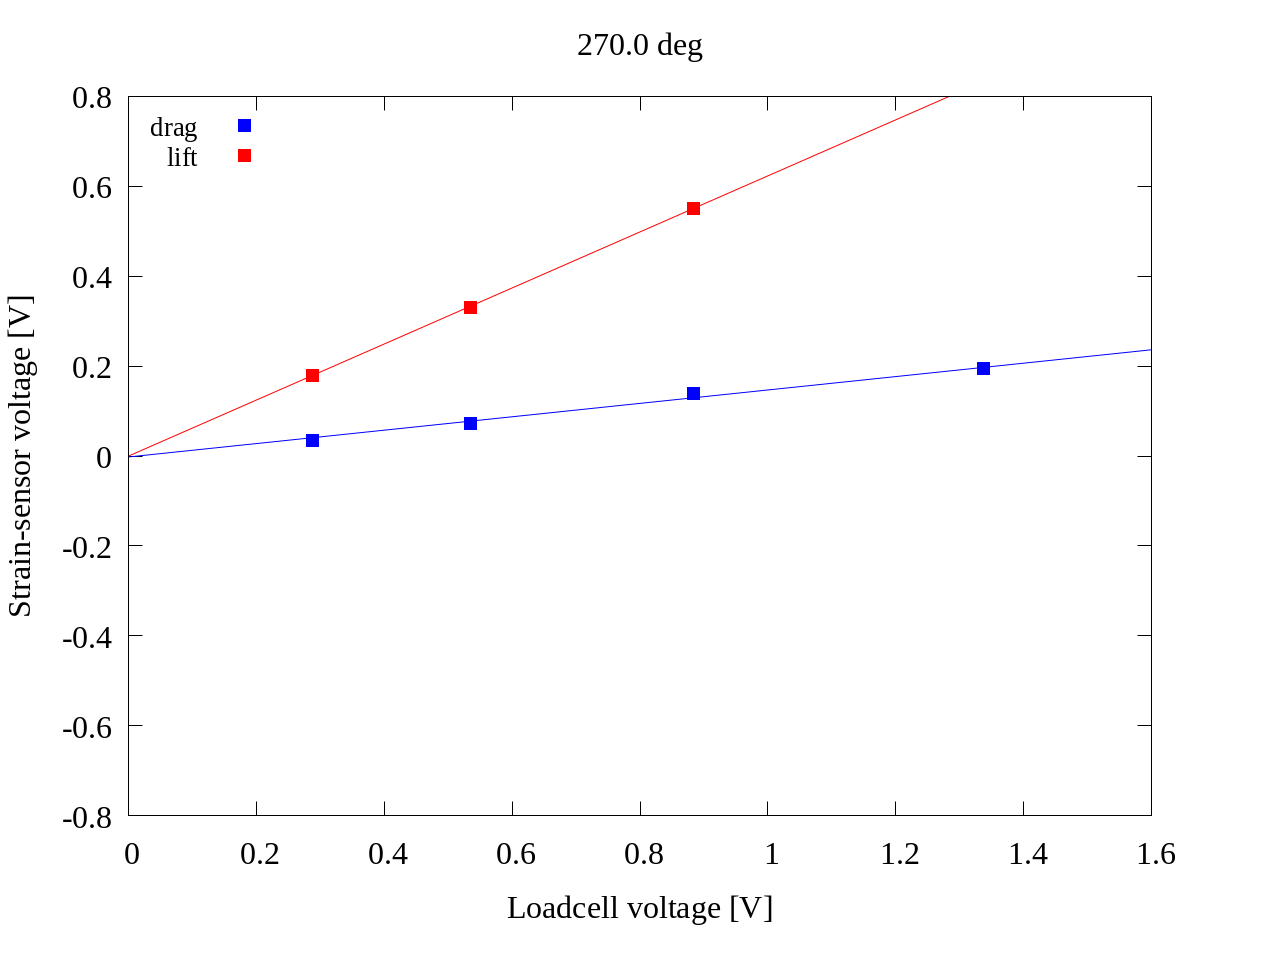 270.0 deg
drag
lift
0.8
0.6
0.4
0.2
0
-0.2
-0.4
-0.6
-0.8
Strain-sensor voltage [V]
0 0.2 0.4 0.6 0.8 1 1.2 1.4 1.6
Loadcell voltage [V]